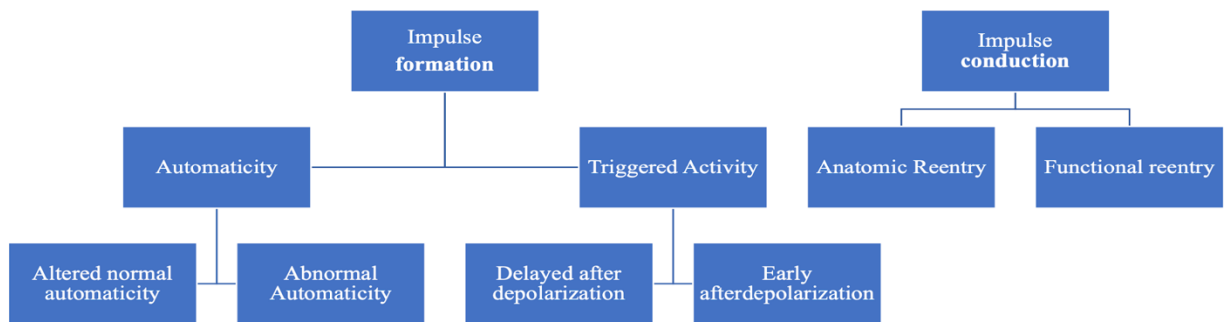 Impulse
formation
Impulse
conduction
Automaticity
Triggered Activity
Anatomic Reentry
Functional reentry
Altered normal
automaticity
Abnormal
Automaticity
Delayed after
depolarization
Early
afterdepolarization